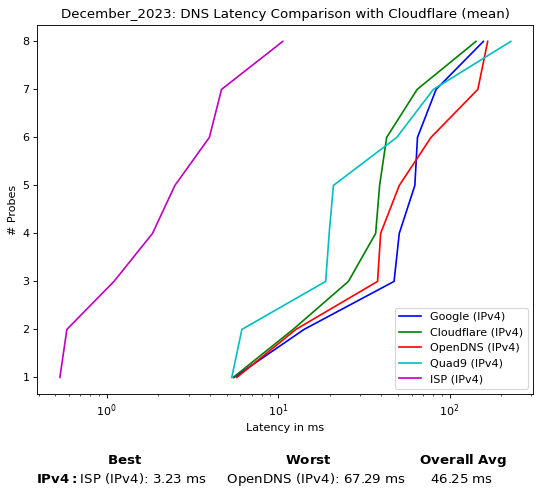 December_2023: DNS Latency Comparison with Cloudflare (mean)
8
7
6
5
4
3
2
1
# Probes
Google (IPv4)
Cloudflare (IPv4)
OpenDNS (IPv4)
Quad9 (IPv4)
ISP (IPv4)
10⁰ 10¹ 10²
Latency in ms
Best Worst Overall Avg
IPv4: ISP (IPv4): 3.23 ms OpenDNS (IPv4): 67.29 ms 46.25 ms